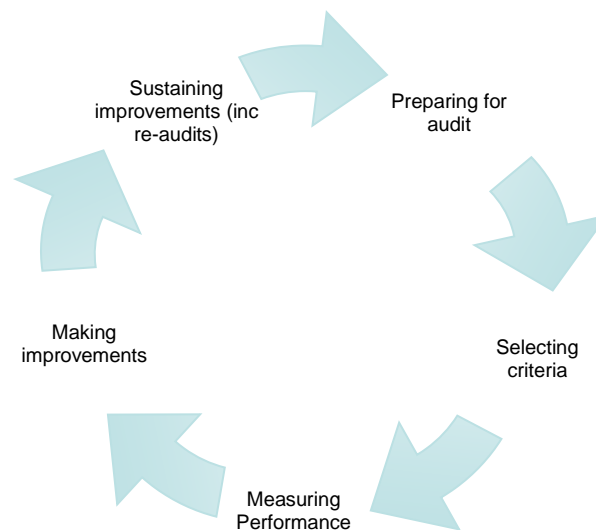 Sustaining
improvements (inc
re-audits)
Preparing for
audit
Selecting
criteria
Measuring
Performance
Making
improvements